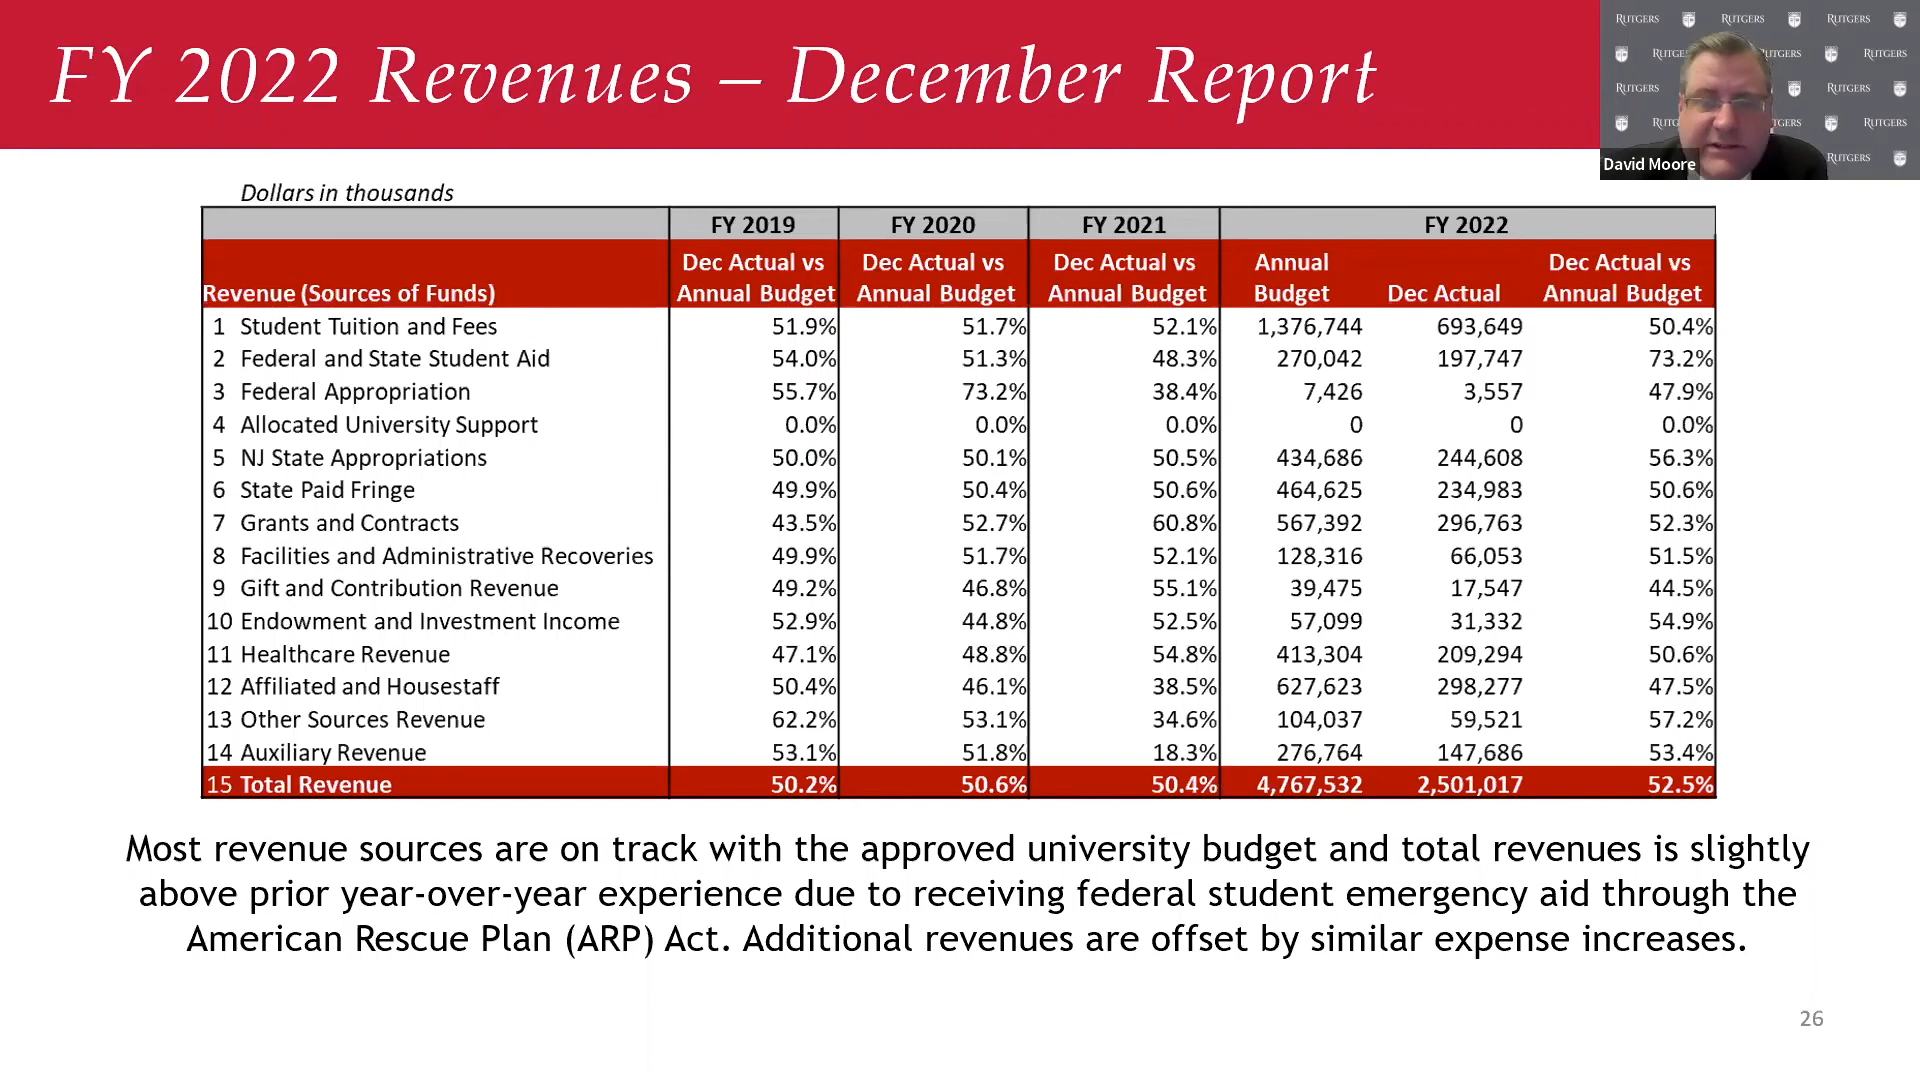 FY 2022 Revenues – December Report
RUTGERS RUTGERS RUTGERS
RUTGERS
RUTGERS RUTGERS
RUTGERS
RUTGERS
RUTGERS
David Moore
Dollars in thousands
FY 2019 FY 2020 FY 2021 FY 2022
Dec Actual vs Dec Actual vs Dec Actual vs Annual Dec Actual vs
Revenue (Sources of Funds) Annual Budget Annual Budget Annual Budget Budget Dec Actual Annual Budget
1 Student Tuition and Fees 51.9% 51.7% 52.1% 1,376,744 693,649 50.4%
2 Federal and State Student Aid 54.0% 51.3% 48.3% 270,042 197,747 73.2%
3 Federal Appropriation 55.7% 73.2% 38.4% 7,426 3,557 47.9%
4 Allocated University Support 0.0% 0.0% 0.0% 0 0 0.0%
5 NJ State Appropriations 50.0% 50.1% 50.5% 434,686 244,608 56.3%
6 State Paid Fringe 49.9% 50.4% 50.6% 464,625 234,983 50.6%
7 Grants and Contracts 43.5% 52.7% 60.8% 567,392 296,763 52.3%
8 Facilities and Administrative Recoveries 49.9% 51.7% 52.1% 128,316 66,053 51.5%
9 Gift and Contribution Revenue 49.2% 46.8% 55.1% 39,475 17,547 44.5%
10 Endowment and Investment Income 52.9% 44.8% 52.5% 57,099 31,332 54.9%
11 Healthcare Revenue 47.1% 48.8% 54.8% 413,304 209,294 50.6%
12 Affiliated and Housestaff 50.4% 46.1% 38.5% 627,623 298,277 47.5%
13 Other Sources Revenue 62.2% 53.1% 34.6% 104,037 59,521 57.2%
14 Auxiliary Revenue 53.1% 51.8% 18.3% 276,764 147,686 53.4%
15 Total Revenue 50.2% 50.6% 50.4% 4,767,532 2,501,017 52.5%
Most revenue sources are on track with the approved university budget and total revenues is slightly
above prior year-over-year experience due to receiving federal student emergency aid through the
American Rescue Plan (ARP) Act. Additional revenues are offset by similar expense increases.
26